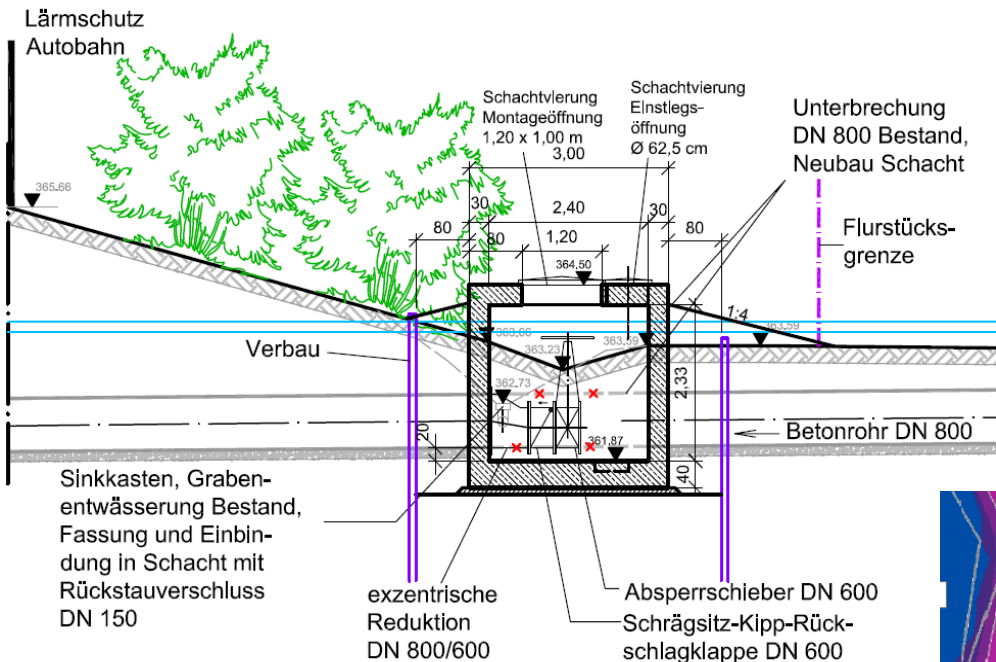 Lärmschutz
Autobahn
Schachtvierung
Montageöffnung
1,20 x 1,00 m
Schachtvierung
Einstiegs-
öffnung
Ø 62,5 cm
Unterbrechung
DN 800 Bestand,
Neubau Schacht
Flurstücks-
grenze
3,00
365.66
30
2,40
30
80
80
1,20
80
364.50
1:4
363.66
363.23
363.59
363.59
Verbau
362.73
2,33
20
361.87
Betonrohr DN 800
40
Sinkkasten, Graben-
entwässerung Bestand,
Fassung und Einbin-
dung in Schacht mit
Rückstauverschluss
DN 150
exzentrische
Reduktion
DN 800/600
Absperrschieber DN 600
Schrägsitz-Kipp-Rück-
schlagklappe DN 600